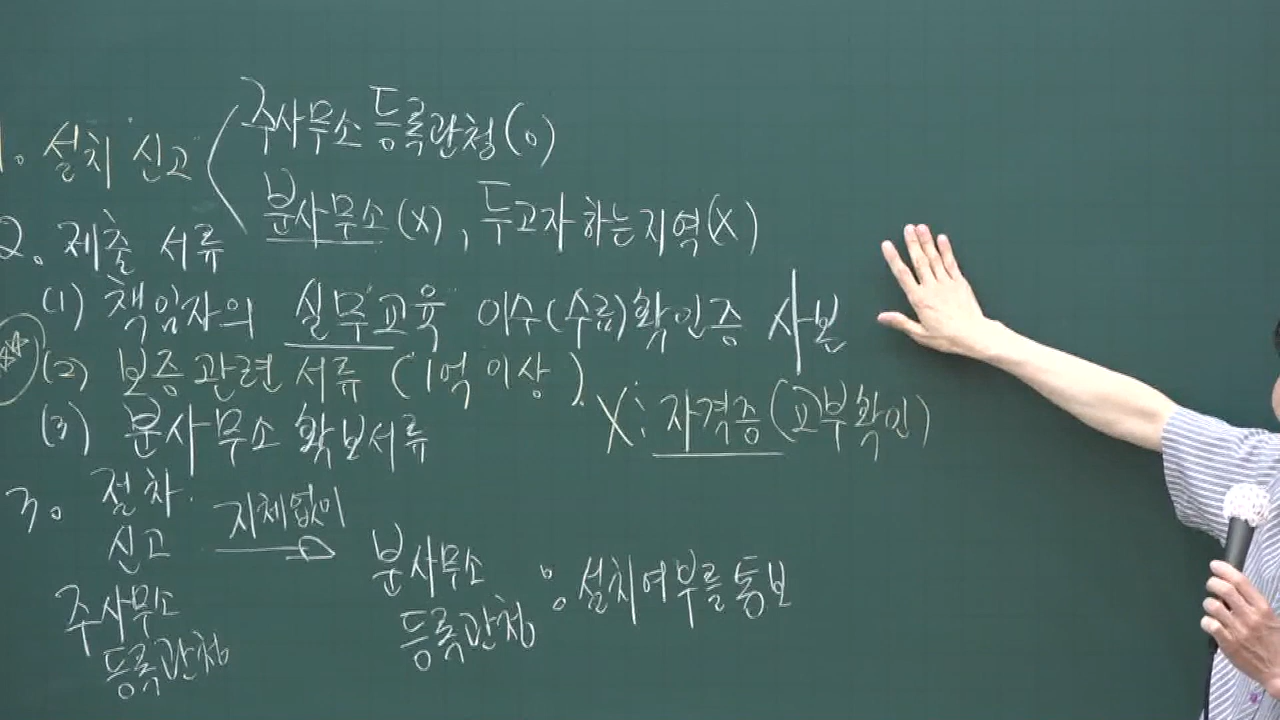 1. 설치 신고
주사무소 등록관청(O)
분사무소(X), 두고자 하는 지역(X)
2. 제출 서류
(1) 책임자의 실무교육 이수(수료)확인증 사본
(2) 보증관련 서류 (1억 이상).
(3) 분사무소 확보서류
X: 자격증(교부확인)
3. 절차.
신고 지체없이
주사무소
등록관청
분사무소
등록관청 : 설치여부를 통보